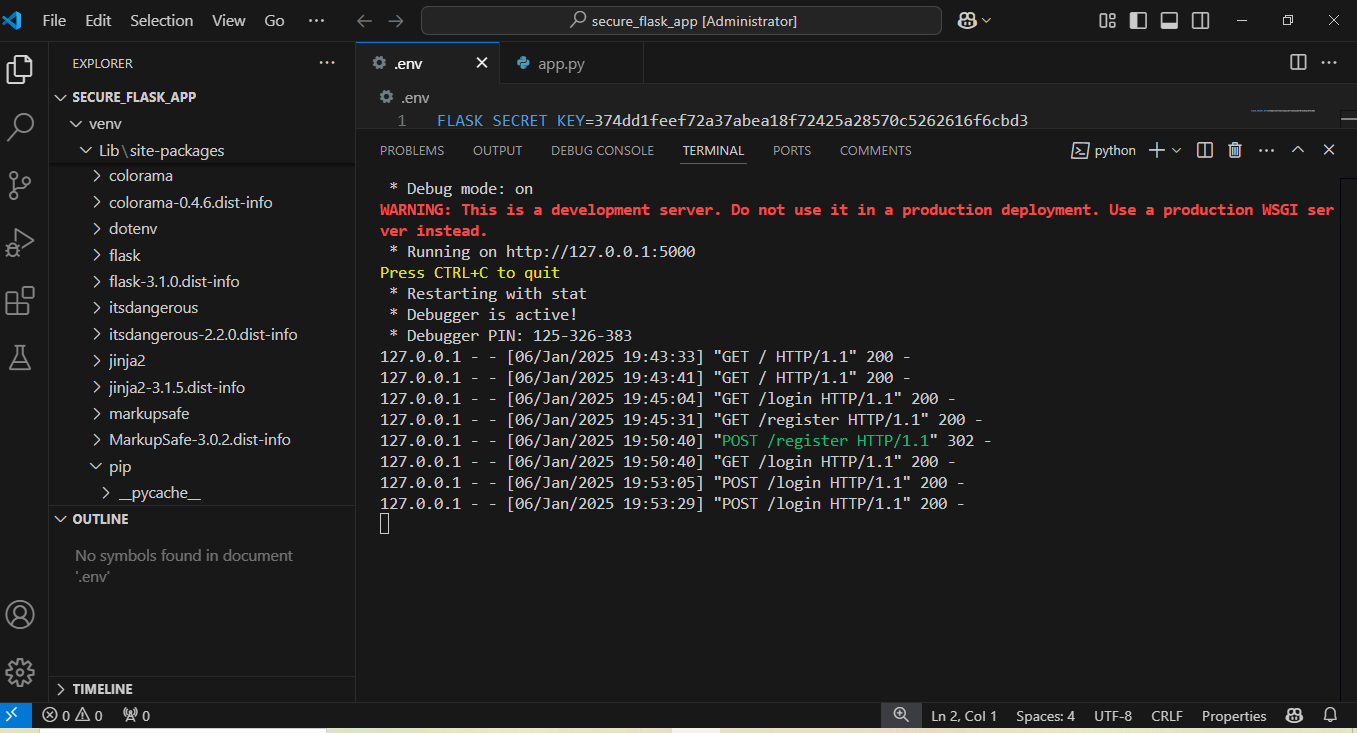 File Edit Selection View Go ··· secure_flask_app [Administrator]
EXPLORER
SECURE_FLASK_APP
venv
Lib\site-packages
colorama
colorama-0.4.6.dist-info
dotenv
flask
flask-3.1.0.dist-info
itsdangerous
itsdangerous-2.2.0.dist-info
jinja2
jinja2-3.1.5.dist-info
markupsafe
MarkupSafe-3.0.2.dist-info
pip
__pycache__
OUTLINE
No symbols found in document
'.env'
TIMELINE
.env app.py
.env
1 FLASK_SECRET_KEY=374dd1feef72a37abea18f72425a28570c5262616f6cbd3
PROBLEMS OUTPUT DEBUG CONSOLE TERMINAL PORTS COMMENTS python
* Debug mode: on
WARNING: This is a development server. Do not use it in a production deployment. Use a production WSGI ser
ver instead.
* Running on http://127.0.0.1:5000
Press CTRL+C to quit
* Restarting with stat
* Debugger is active!
* Debugger PIN: 125-326-383
127.0.0.1 - - [06/Jan/2025 19:43:33] "GET / HTTP/1.1" 200 -
127.0.0.1 - - [06/Jan/2025 19:43:41] "GET / HTTP/1.1" 200 -
127.0.0.1 - - [06/Jan/2025 19:45:04] "GET /login HTTP/1.1" 200 -
127.0.0.1 - - [06/Jan/2025 19:45:31] "GET /register HTTP/1.1" 200 -
127.0.0.1 - - [06/Jan/2025 19:50:40] "POST /register HTTP/1.1" 302 -
127.0.0.1 - - [06/Jan/2025 19:50:40] "GET /login HTTP/1.1" 200 -
127.0.0.1 - - [06/Jan/2025 19:53:05] "POST /login HTTP/1.1" 200 -
127.0.0.1 - - [06/Jan/2025 19:53:29] "POST /login HTTP/1.1" 200 -
0 0 0 Ln 2, Col 1 Spaces: 4 UTF-8 CRLF Properties